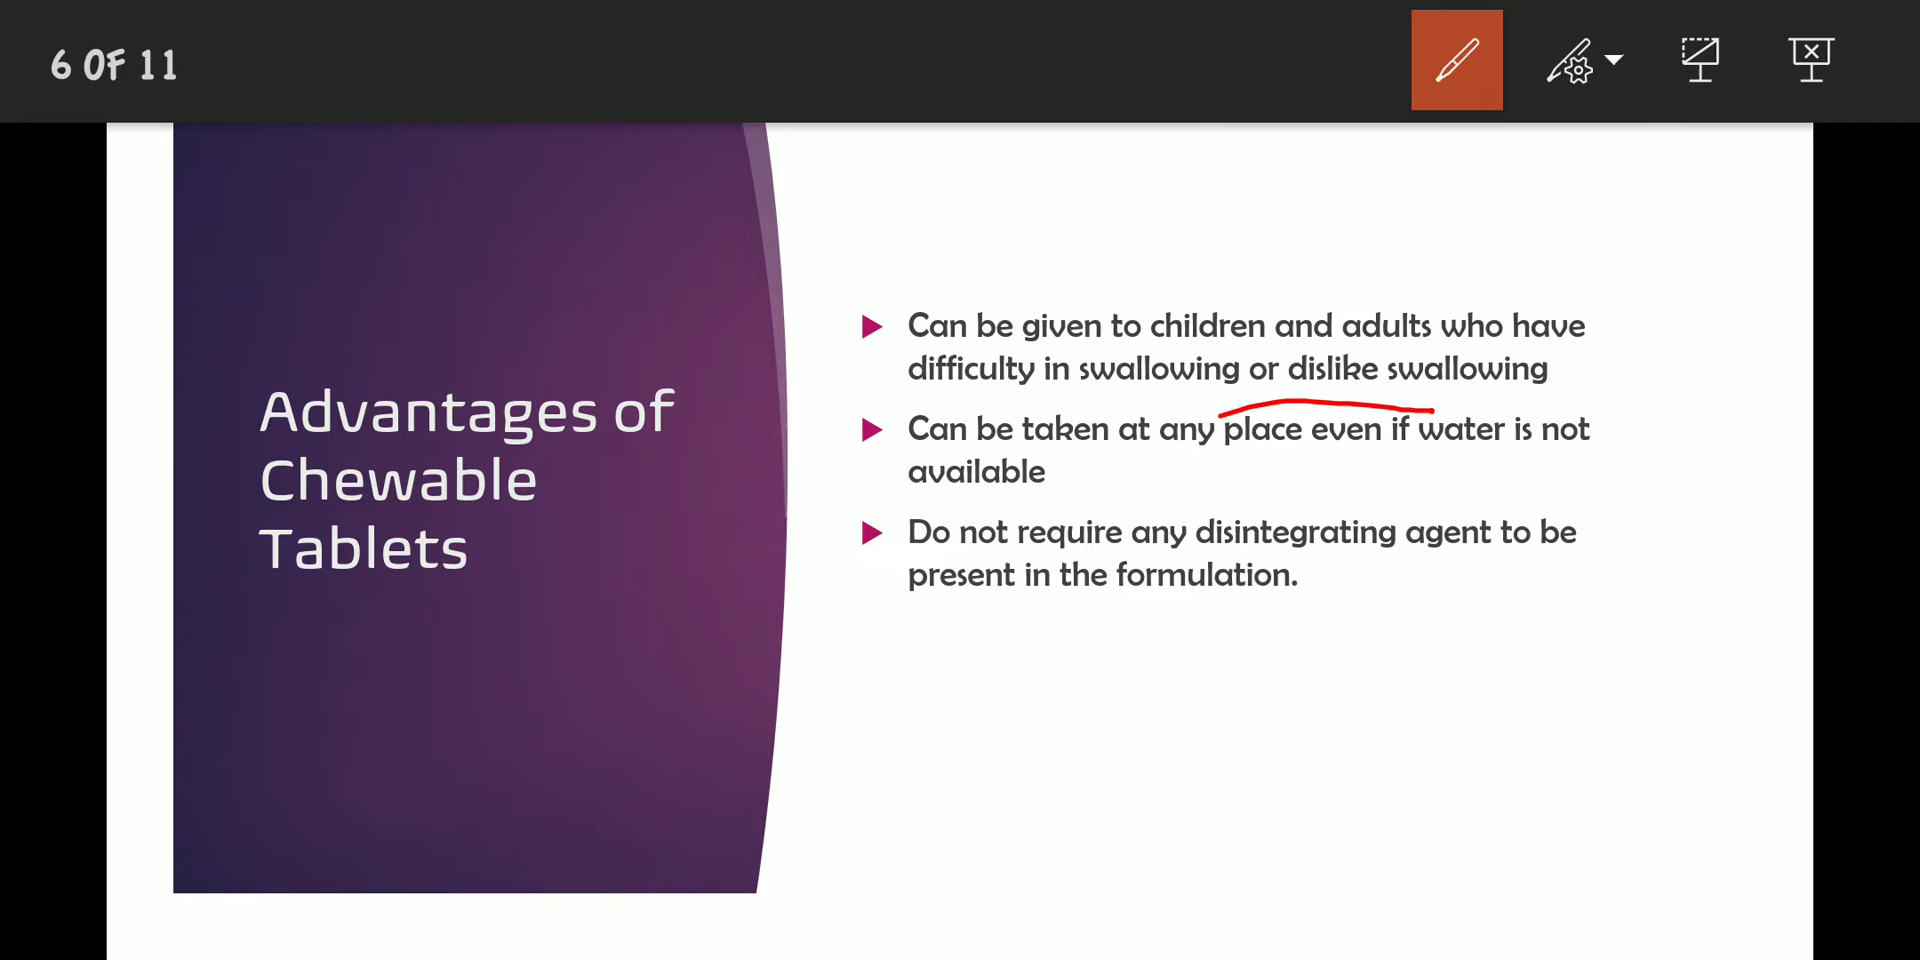 6 OF 11
Advantages of
Chewable
Tablets
Can be given to children and adults who have
difficulty in swallowing or dislike swallowing
Can be taken at any place even if water is not
available
Do not require any disintegrating agent to be
present in the formulation.